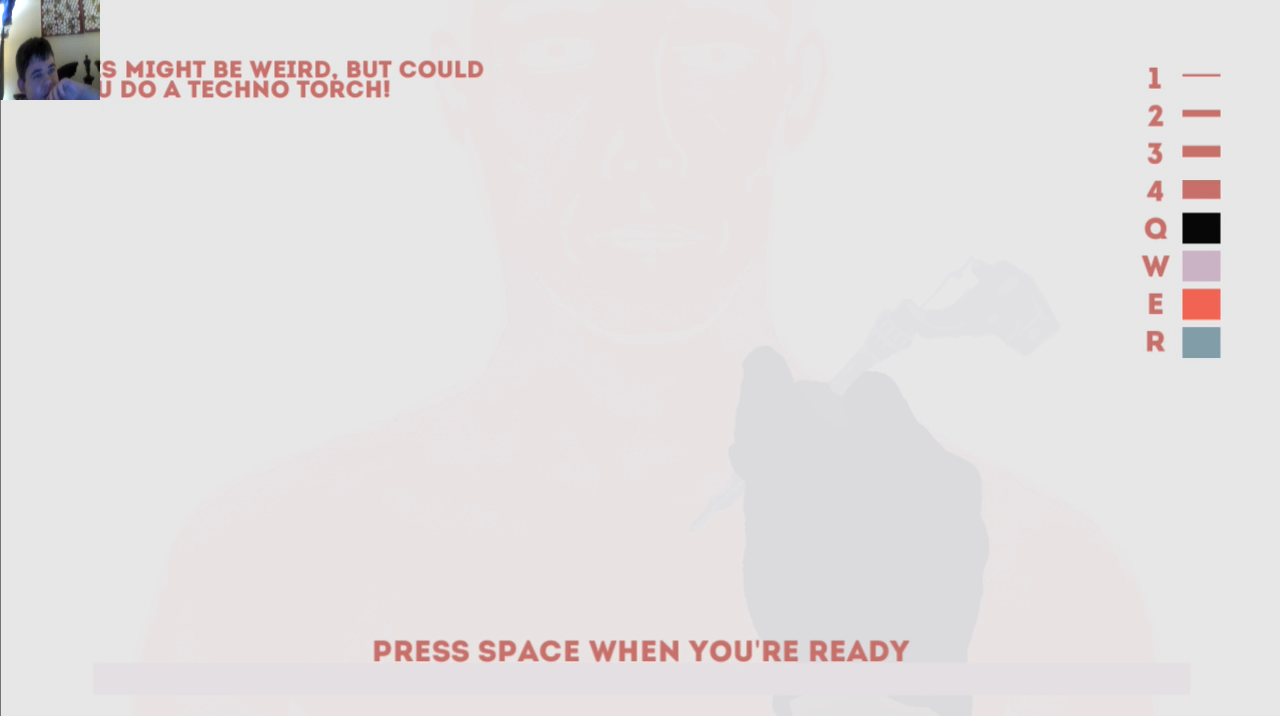 S MIGHT BE WEIRD, BUT COULD
U DO A TECHNO TORCH!
1
2
3
4
Q
W
E
R
PRESS SPACE WHEN YOU'RE READY